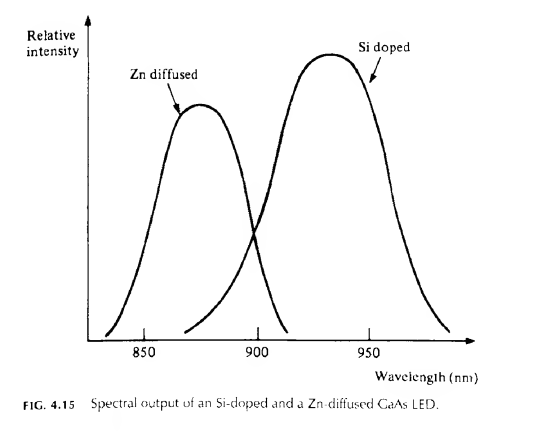 Relative
intensity
Si doped
Zn diffused
850 900 950
Wavelength (nm)
FIG. 4.15 Spectral output of an Si-doped and a Zn-diffused GaAs LED.